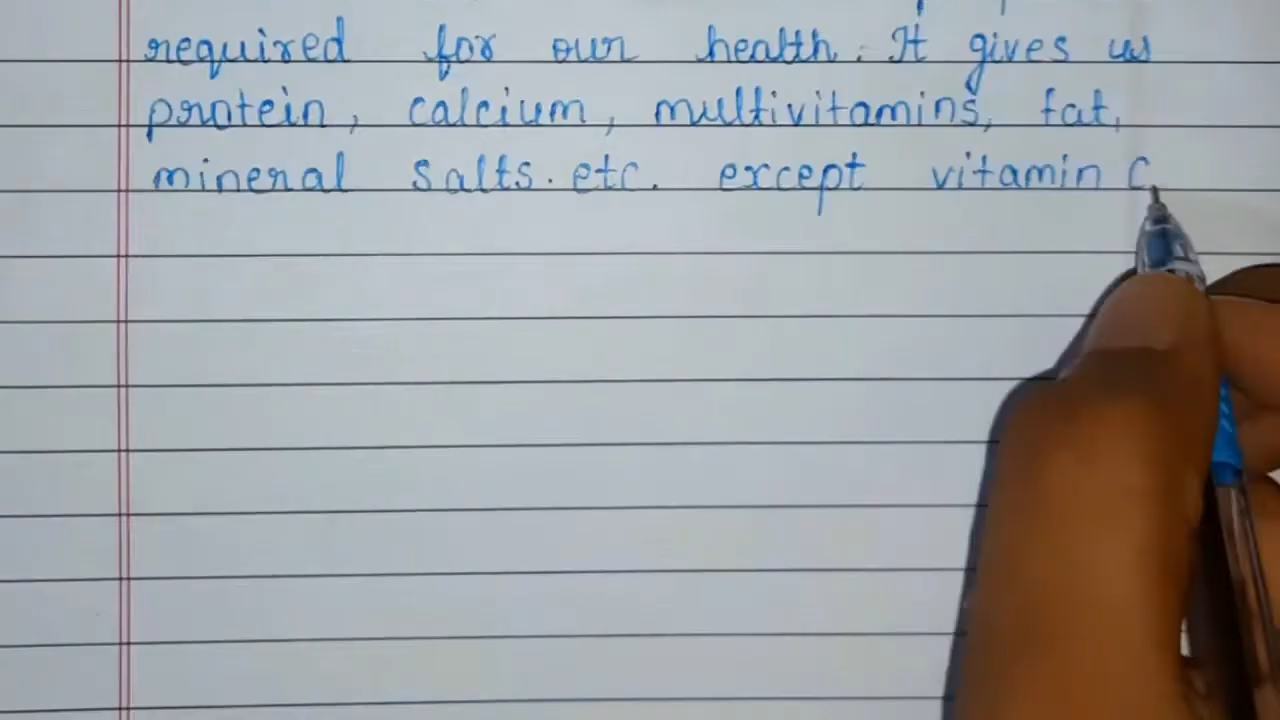 required for our health. It gives us
protein, calcium, multivitamins, fat,
mineral salts. etc. except vitamin C